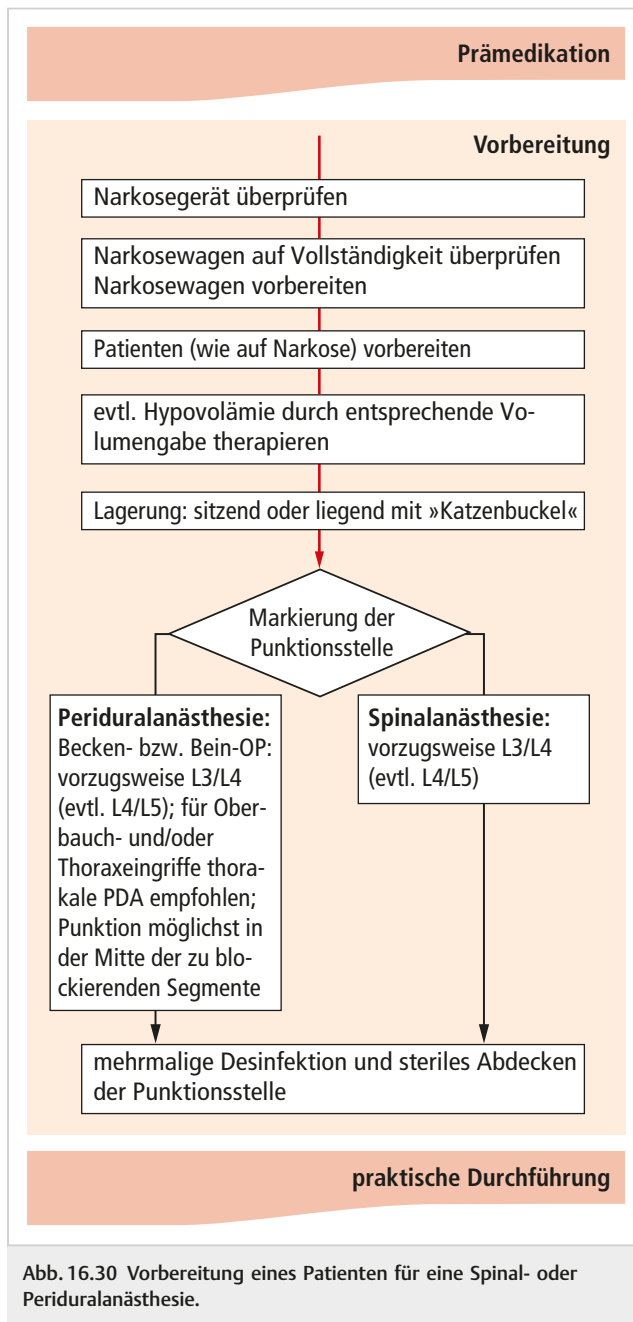 Prämedikation
Vorbereitung
Narkosegerät überprüfen
Narkosewagen auf Vollständigkeit überprüfen
Narkosewagen vorbereiten
Patienten (wie auf Narkose) vorbereiten
evtl. Hypovolämie durch entsprechende Vo-
lumengabe therapieren
Lagerung: sitzend oder liegend mit »Katzenbuckel«
Markierung der
Punktionsstelle
Periduralanästhesie:
Becken- bzw. Bein-OP:
vorzugsweise L3/L4
(evtl. L4/L5); für Ober-
bauch- und/oder
Thoraxeingriffe thora-
kale PDA empfohlen;
Punktion möglichst in
der Mitte der zu blo-
ckierenden Segmente
Spinalanästhesie:
vorzugsweise L3/L4
(evtl. L4/L5)
mehrmalige Desinfektion und steriles Abdecken
der Punktionsstelle
praktische Durchführung
Abb. 16.30 Vorbereitung eines Patienten für eine Spinal- oder
Periduralanästhesie.